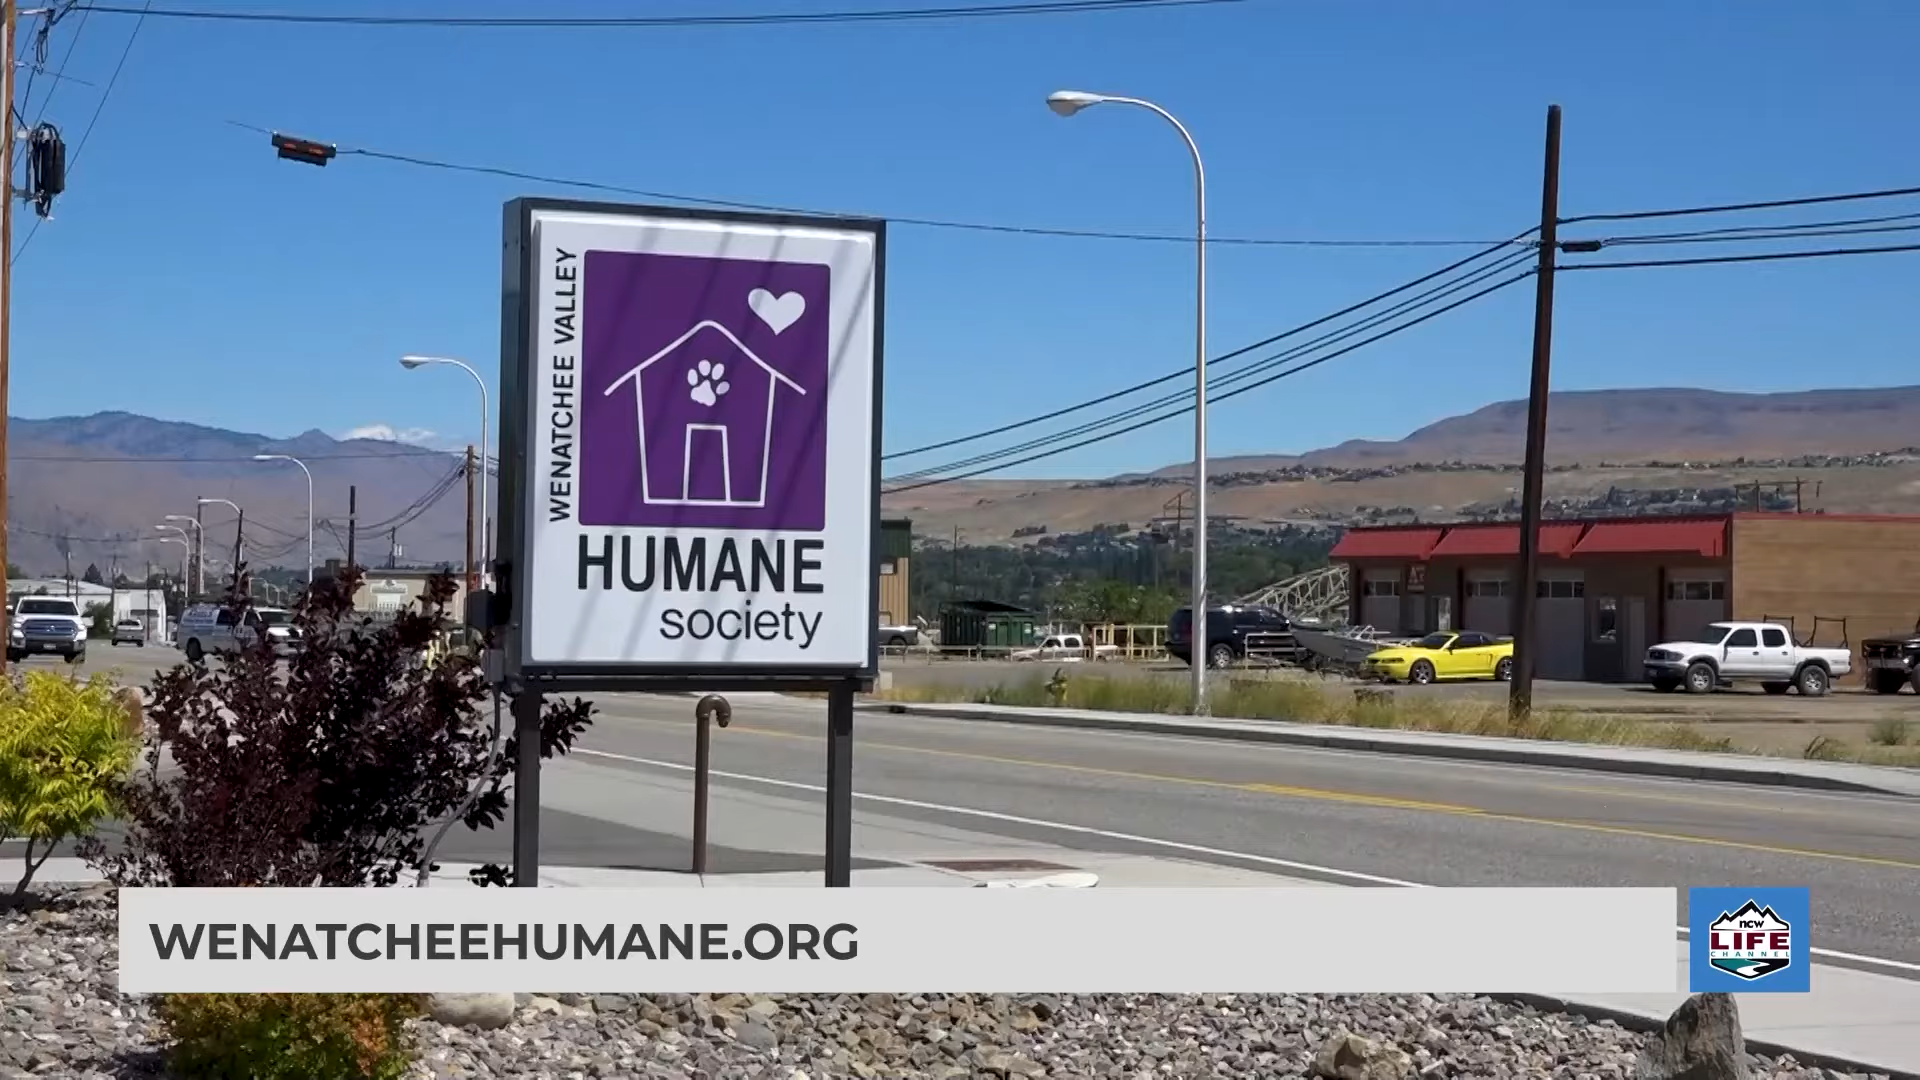 WENATCHEE VALLEY
HUMANE
society
WENATCHEEHUMANE.ORG
ncw
LIFE
CHANNEL